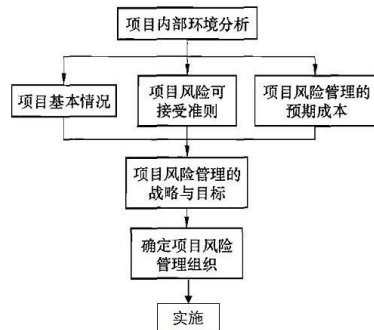 项目内部环境分析
项目基本情况
项目风险可
接受准则
项目风险管理的
预期成本
项目风险管理的
战略与目标
确定项目风险
管理组织
实施